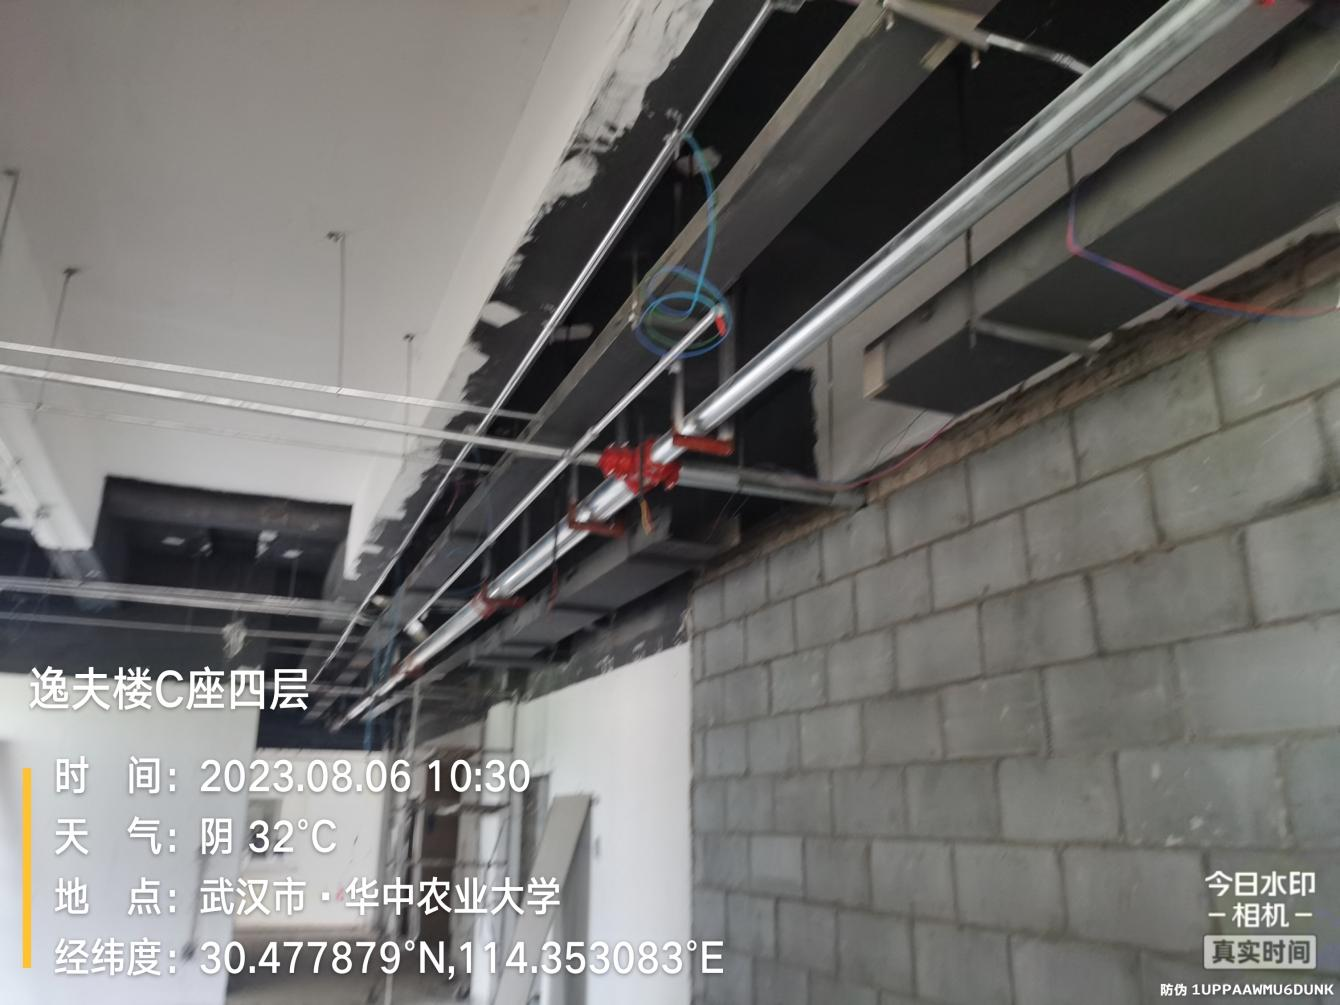 逸夫楼C座四层
时 间：2023.08.06 10:30
天 气：阴 32°C
地 点：武汉市·华中农业大学
经纬度：30.477879°N,114.353083°E
今日水印
-相机-
真实时间
防伪 1UPPAAWMU6DUNK